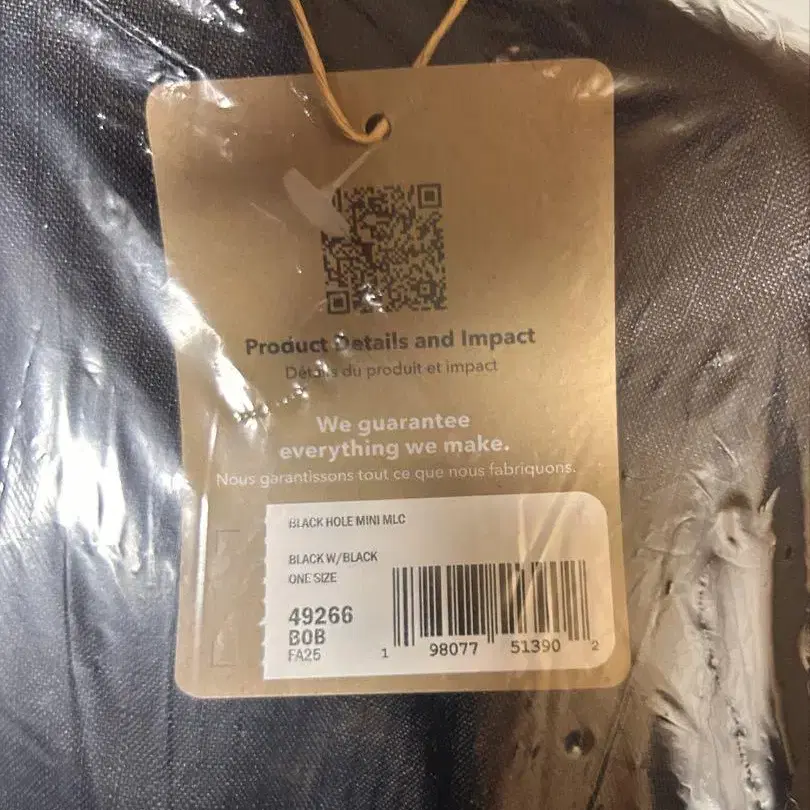 Product Details and Impact
Détails du produit et impact
We guarantee
everything we make.
Nous garantissons tout ce que nous fabriquons.
BLACK HOLE MINI MLC
BLACK W/BLACK
ONE SIZE
49266
BOB
FA25
1 98077 51390 2